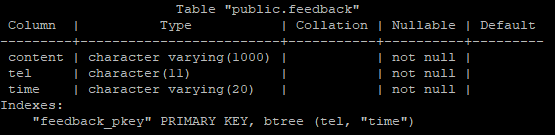 Table "public.feedback"
Column | Type | Collation | Nullable | Default
---------+-------------------------+-----------+----------+---------
content | character varying(1000) | | not null |
tel | character(11) | | not null |
time | character varying(20) | | not null |
Indexes:
"feedback_pkey" PRIMARY KEY, btree (tel, "time")